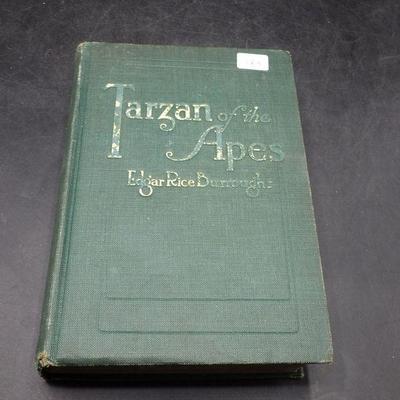 Tarzan of the
Apes
Edgar Rice Burroughs